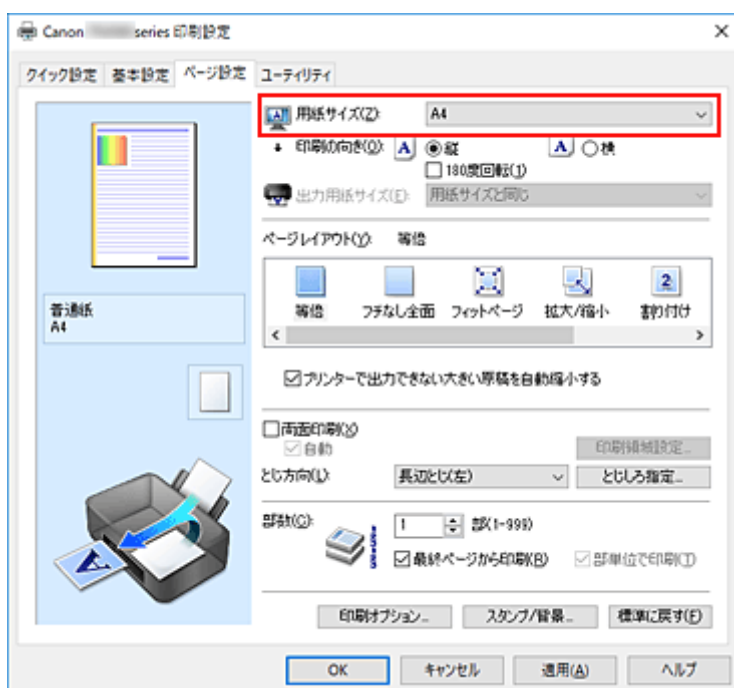 Canon series 印刷設定
クイック設定 基本設定 ページ設定 ユーティリティ
用紙サイズ(Z): A4
印刷の向き(O): A 縦 A 横
180度回転(J)
出力用紙サイズ(E): 用紙サイズと同じ
ページレイアウト(Y): 等倍
等倍 フチなし全面 フィットページ 拡大/縮小 2 割り付け
普通紙
A4
プリンターで出力できない大きい原稿を自動縮小する
両面印刷(X)
自動
印刷領域設定...
とじ方向(L): 長辺とじ(左) とじしろ指定...
部数(C): 1 部(1-999)
最終ページから印刷(R) 部単位で印刷(T)
印刷オプション... スタンプ/背景... 標準に戻す(F)
OK キャンセル 適用(A) ヘルプ